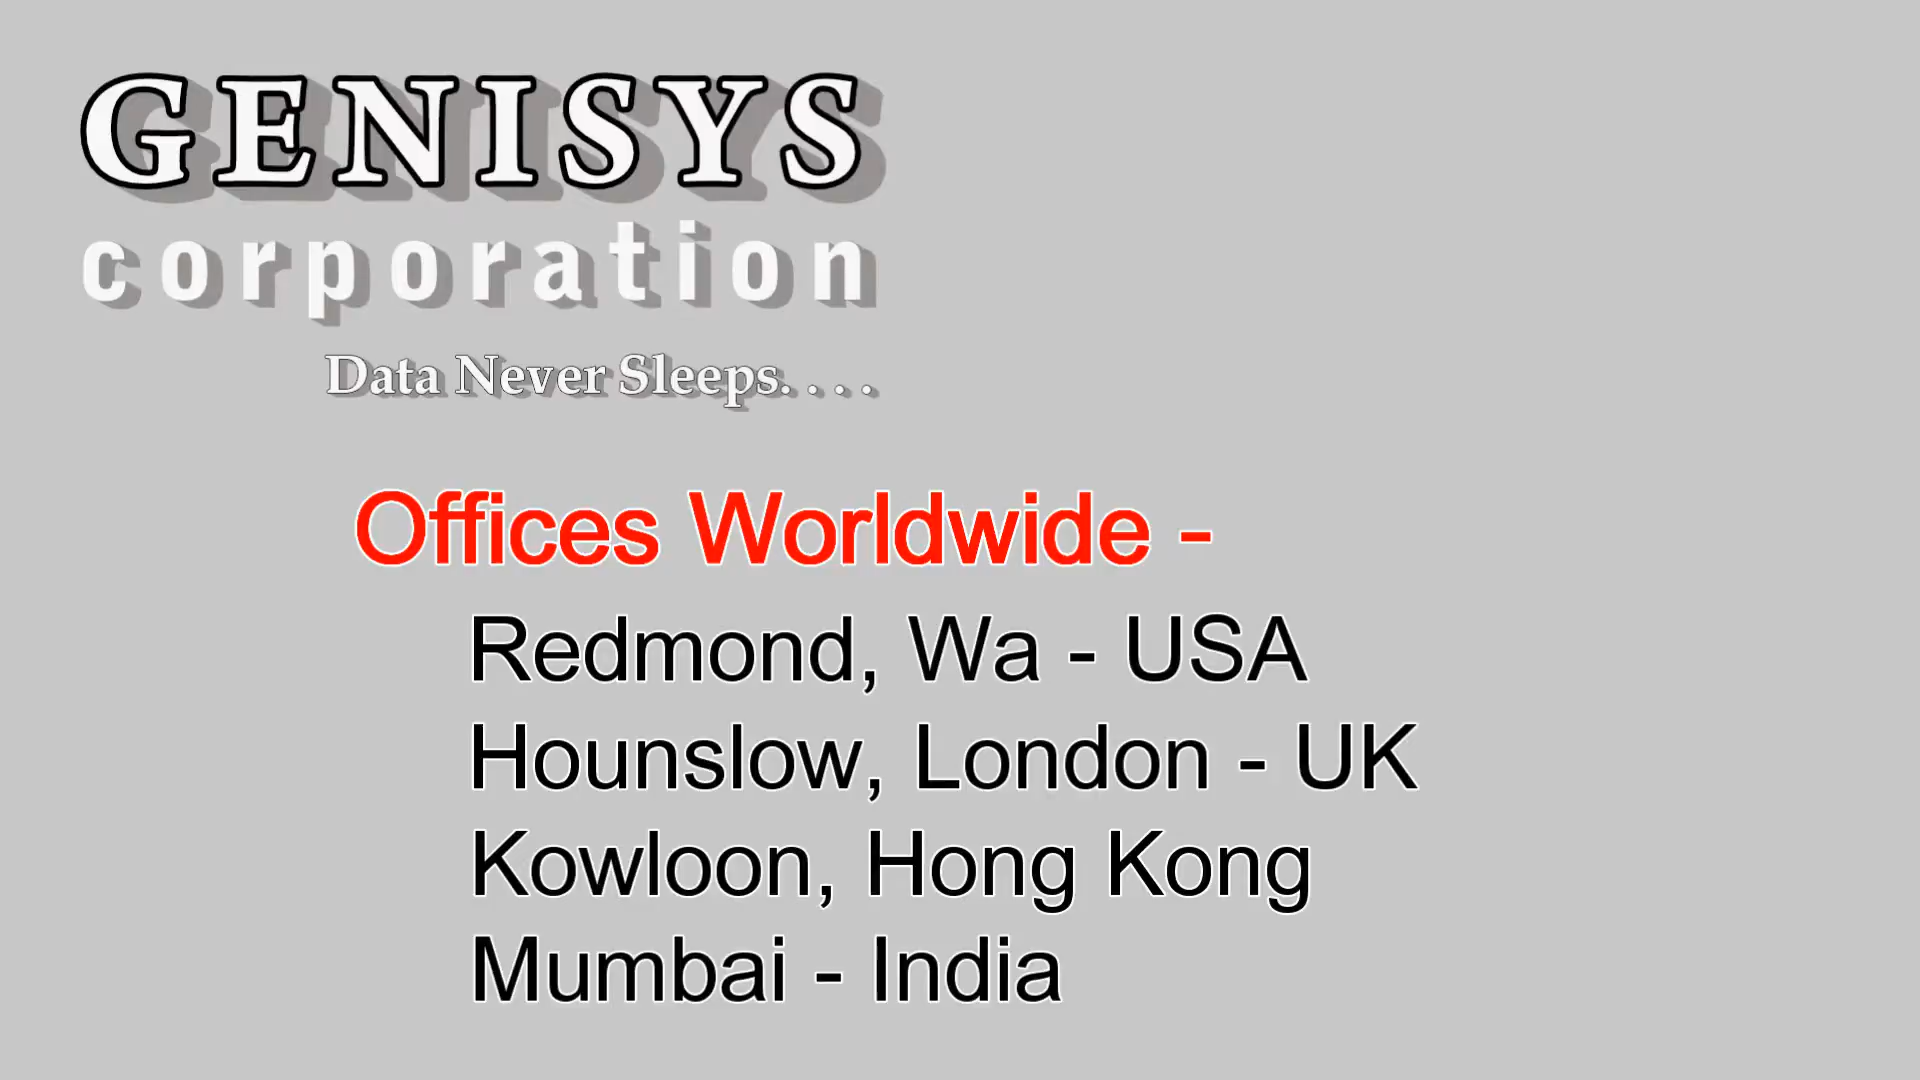 GENISYS
corporation
Data Never Sleeps. . . .
Offices Worldwide -
Redmond, Wa - USA
Hounslow, London - UK
Kowloon, Hong Kong
Mumbai - India